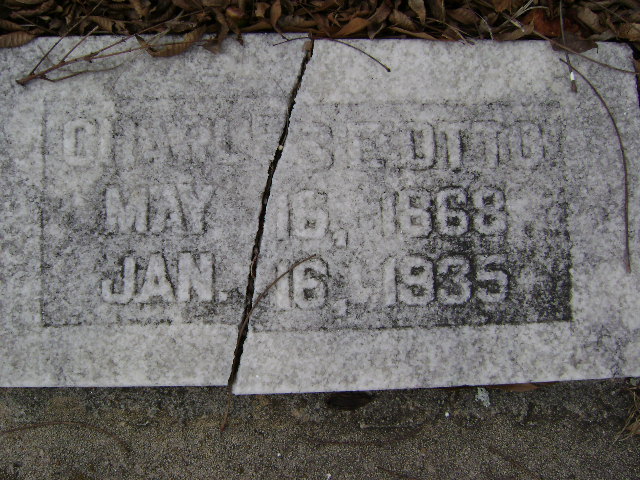 CHARLES E. OTTO
MAY 16, 1868
JAN. 16, 1935